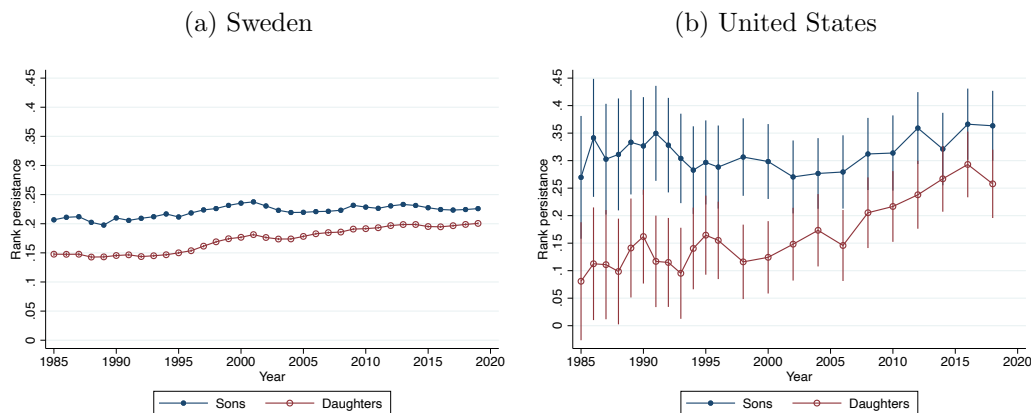 (a) Sweden
Rank persistance
.45
.4
.35
.3
.25
.2
.15
.1
.05
0
1985 1990 1995 2000 2005 2010 2015 2020
Year
Sons Daughters
(b) United States
Rank persistance
.45
.4
.35
.3
.25
.2
.15
.1
.05
0
1985 1990 1995 2000 2005 2010 2015 2020
Year
Sons Daughters